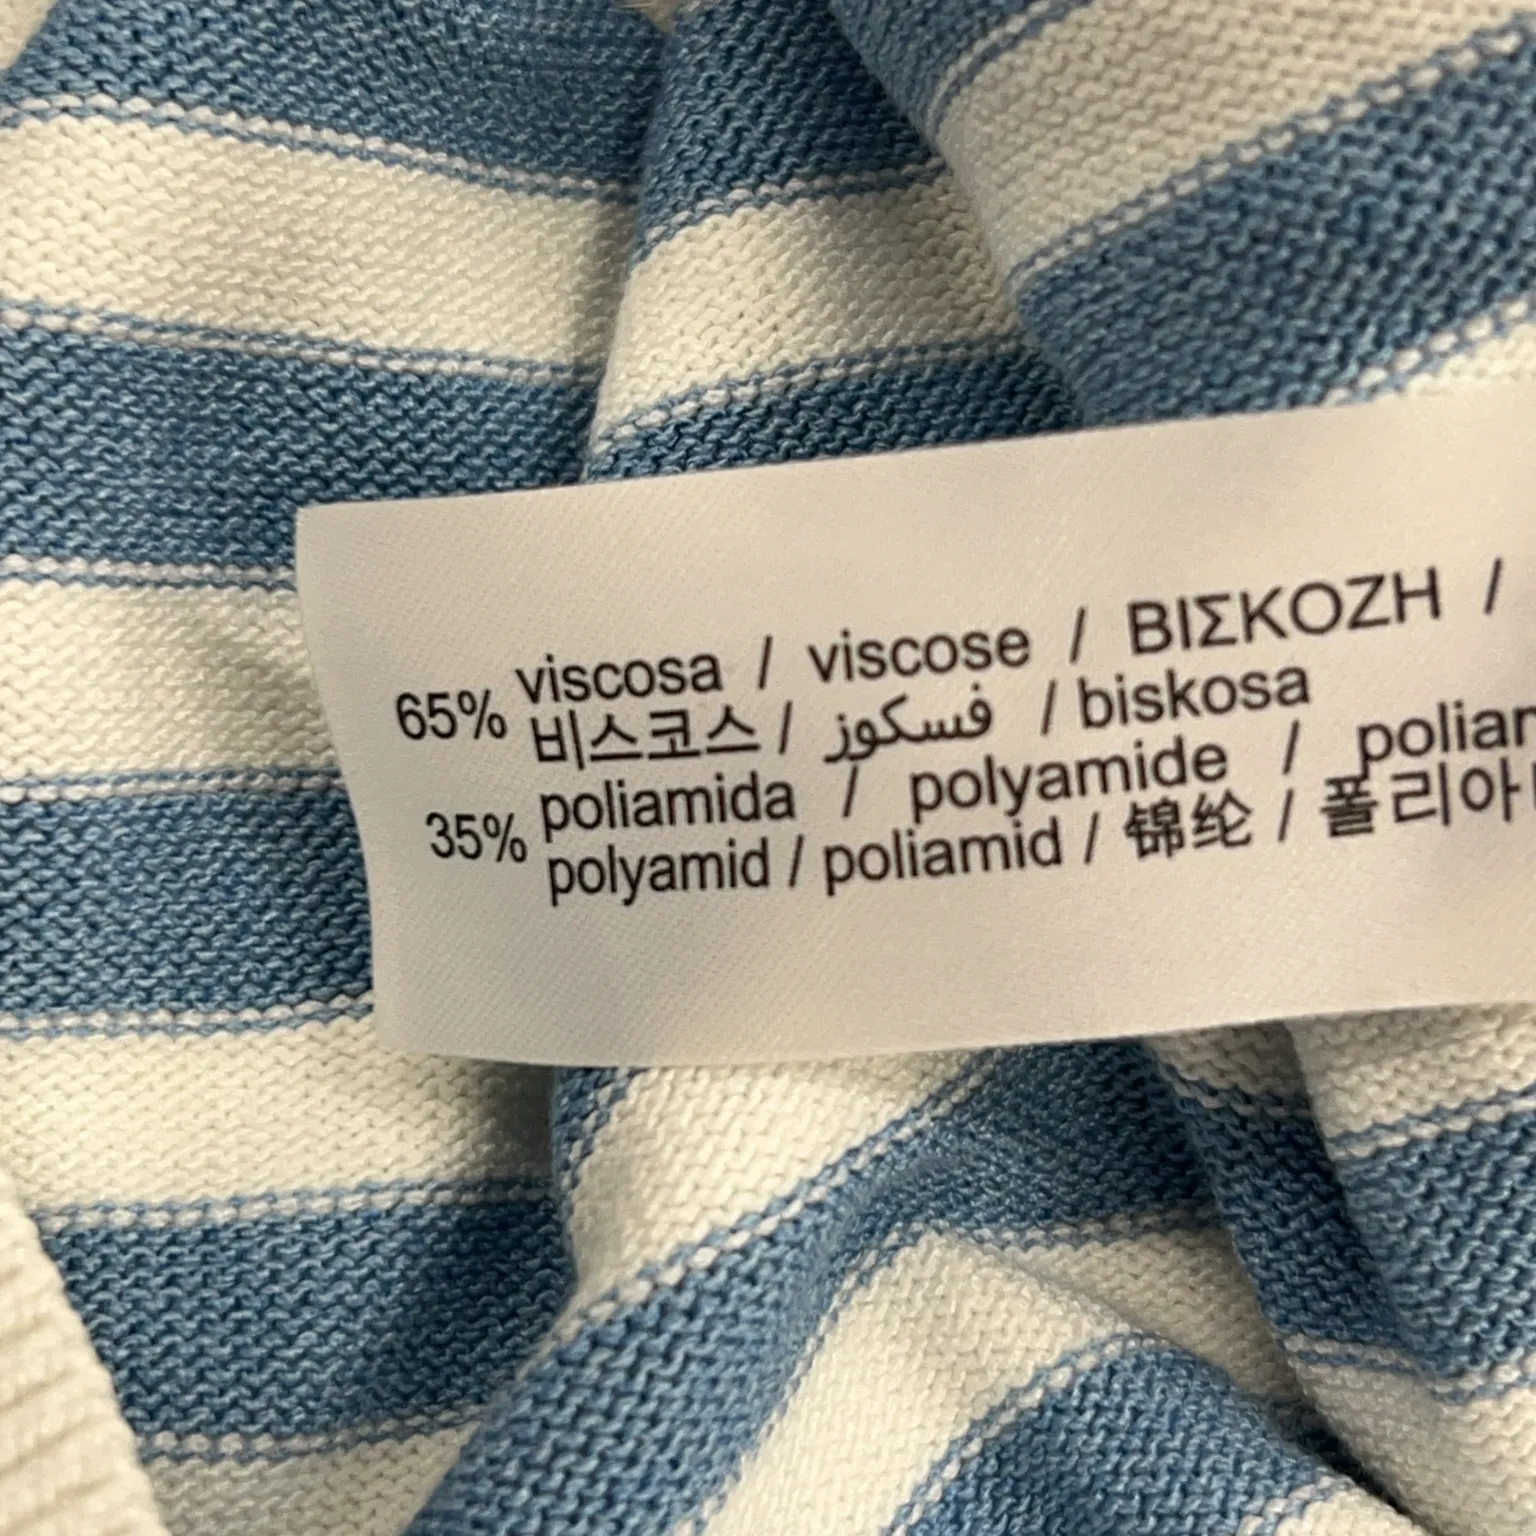 65% viscosa / viscose / ΒΙΣΚΟΖΗ /
비스코스 / فسكوز / biskosa
35% poliamida / polyamide /
polyamid / poliamid / 锦纶 /